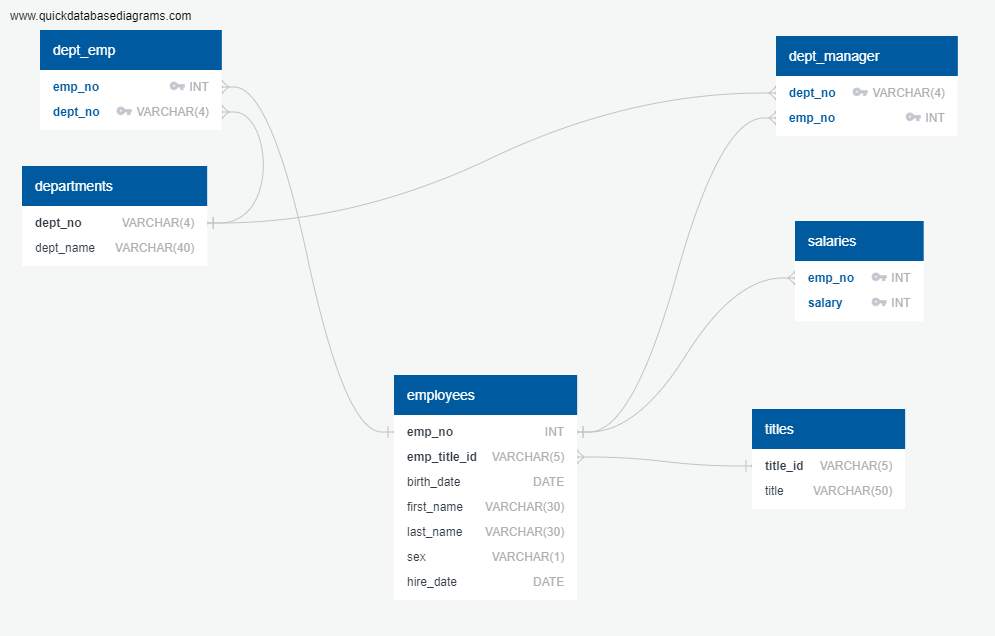 www.quickdatabasediagrams.com
dept_emp
emp_no INT
dept_no VARCHAR(4)
departments
dept_no VARCHAR(4)
dept_name VARCHAR(40)
employees
emp_no INT
emp_title_id VARCHAR(5)
birth_date DATE
first_name VARCHAR(30)
last_name VARCHAR(30)
sex VARCHAR(1)
hire_date DATE
dept_manager
dept_no VARCHAR(4)
emp_no INT
salaries
emp_no INT
salary INT
titles
title_id VARCHAR(5)
title VARCHAR(50)